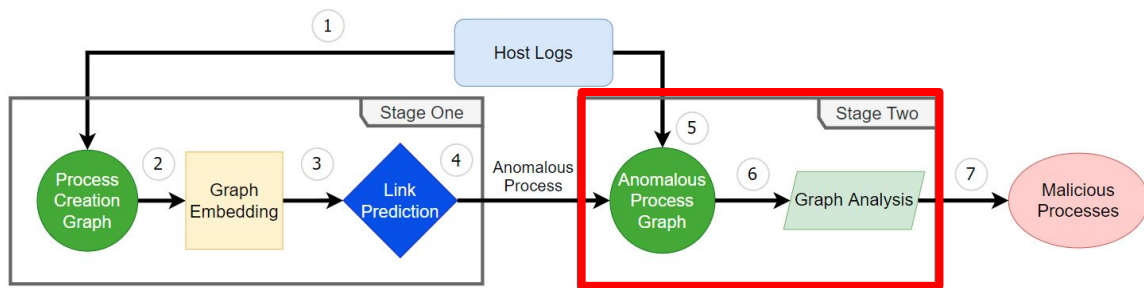 1
Host Logs
Stage One
Stage Two
Process
Creation
Graph
2
Graph
Embedding
3
Link
Prediction
4
Anomalous
Process
5
Anomalous
Process
Graph
6
Graph Analysis
7
Malicious
Processes